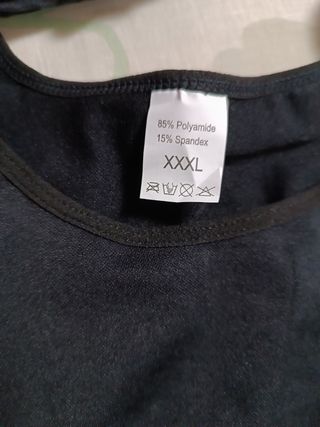 85% Polyamide
15% Spandex
XXXL